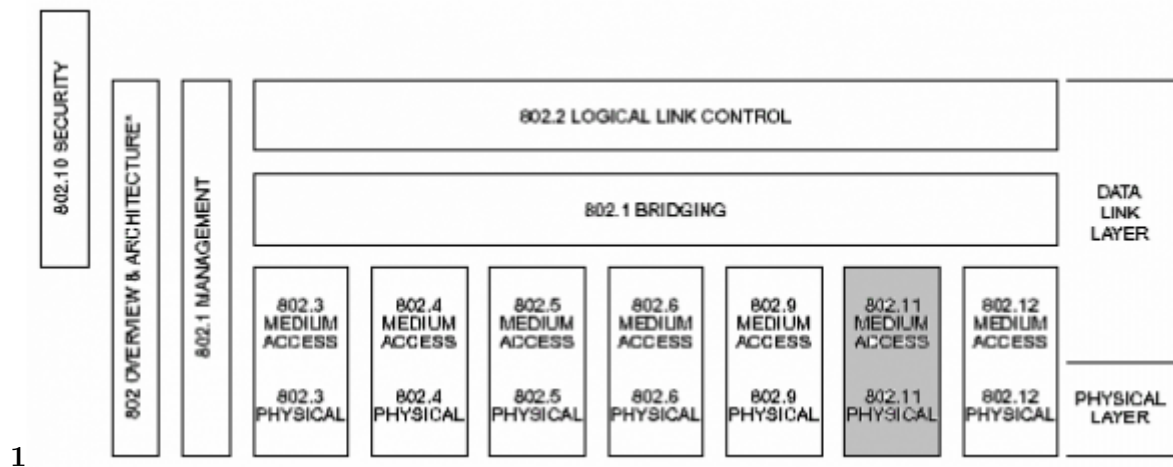 802.10 SECURITY
802 OVERVIEW & ARCHITECTURE*
802.1 MANAGEMENT
802.2 LOGICAL LINK CONTROL
802.1 BRIDGING
DATA
LINK
LAYER
802.3
MEDIUM
ACCESS
802.3
PHYSICAL
802.4
MEDIUM
ACCESS
802.4
PHYSICAL
802.5
MEDIUM
ACCESS
802.5
PHYSICAL
802.6
MEDIUM
ACCESS
802.6
PHYSICAL
802.9
MEDIUM
ACCESS
802.9
PHYSICAL
802.11
MEDIUM
ACCESS
802.11
PHYSICAL
802.12
MEDIUM
ACCESS
802.12
PHYSICAL
PHYSICAL
LAYER
1